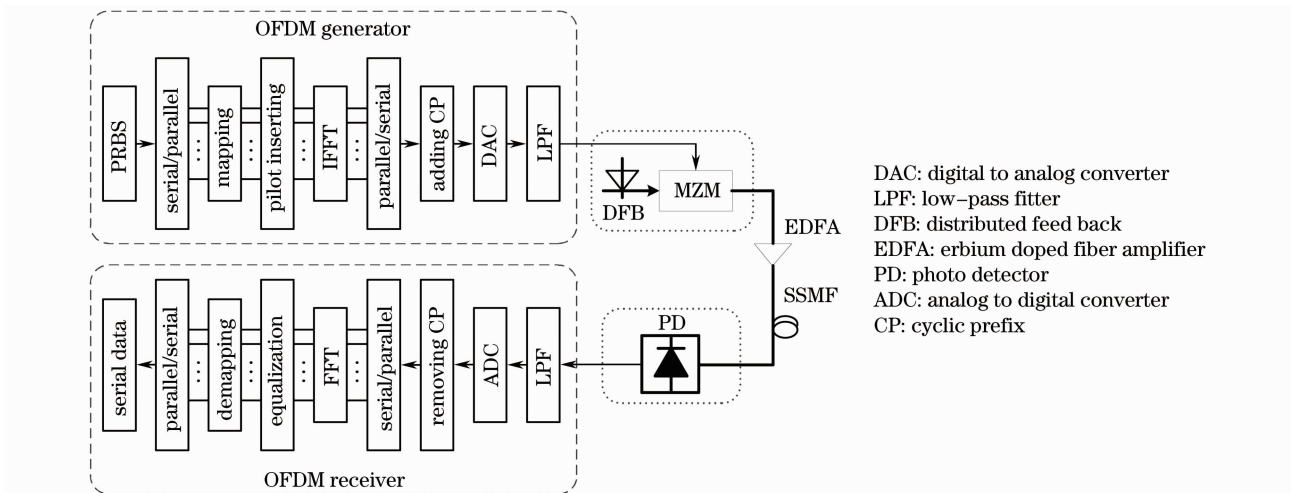 OFDM generator
PRBS
serial/parallel
mapping
pilot inserting
IFFT
parallel/serial
adding CP
DAC
LPF
DFB
MZM
EDFA
SSMF
PD
serial data
parallel/serial
demapping
equalization
FFT
serial/parallel
removing CP
ADC
LPF
OFDM receiver
DAC: digital to analog converter
LPF: low-pass fitter
DFB: distributed feed back
EDFA: erbium doped fiber amplifier
PD: photo detector
ADC: analog to digital converter
CP: cyclic prefix